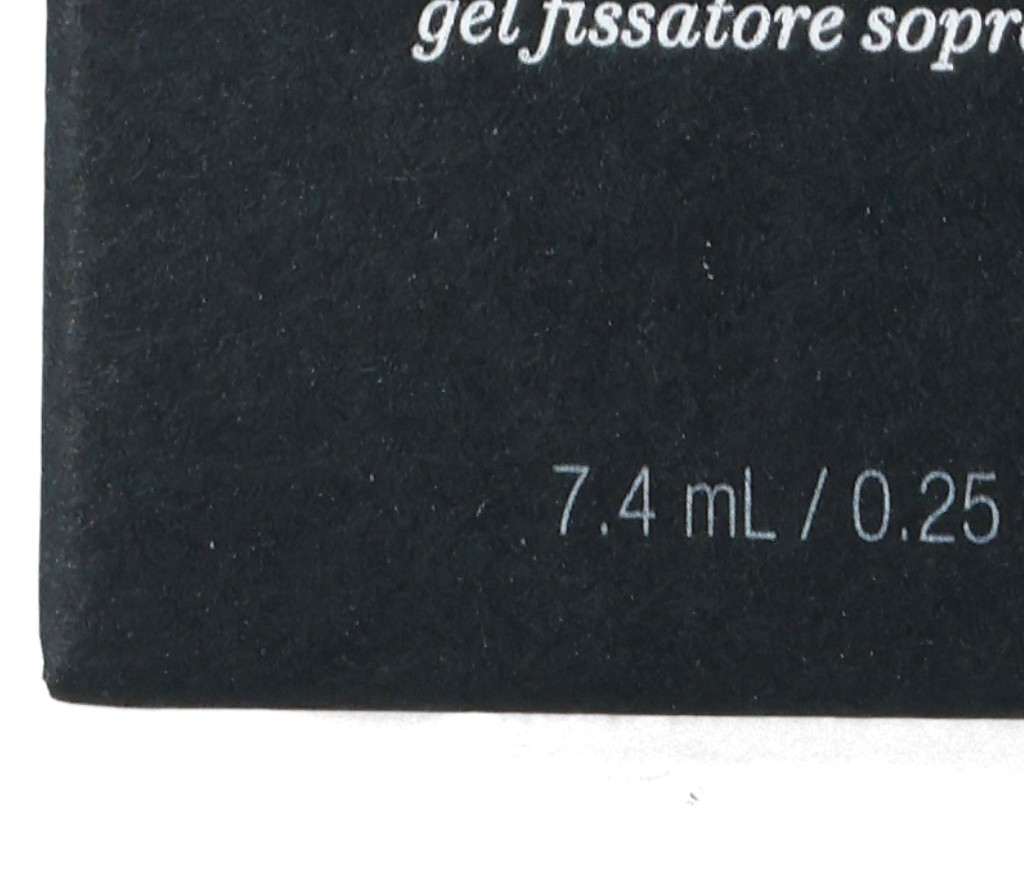 gel fissatore sopr
7.4 mL / 0.25